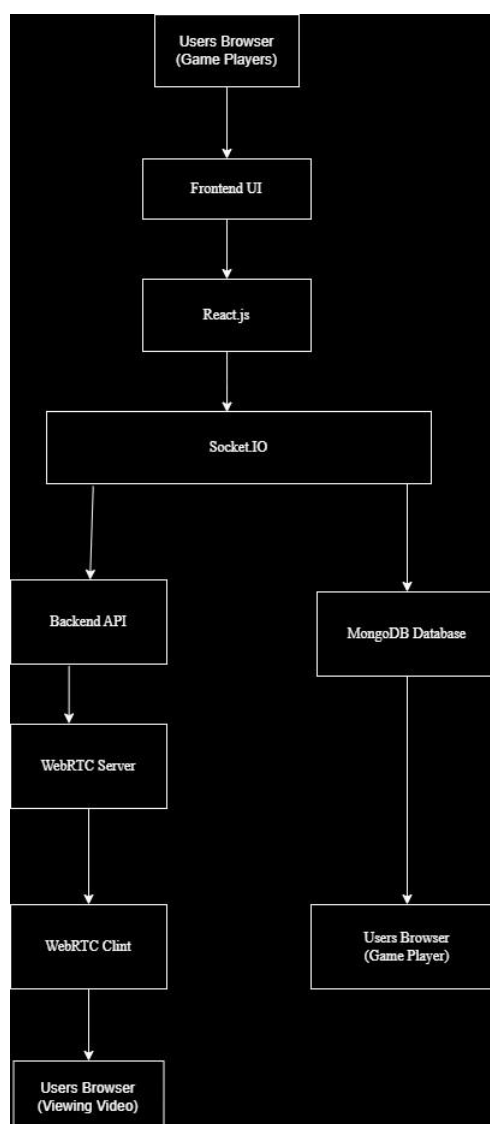 Users Browser
(Game Players)
Frontend UI
React.js
Socket.IO
Backend API
MongoDB Database
WebRTC Server
WebRTC Clint
Users Browser
(Game Player)
Users Browser
(Viewing Video)